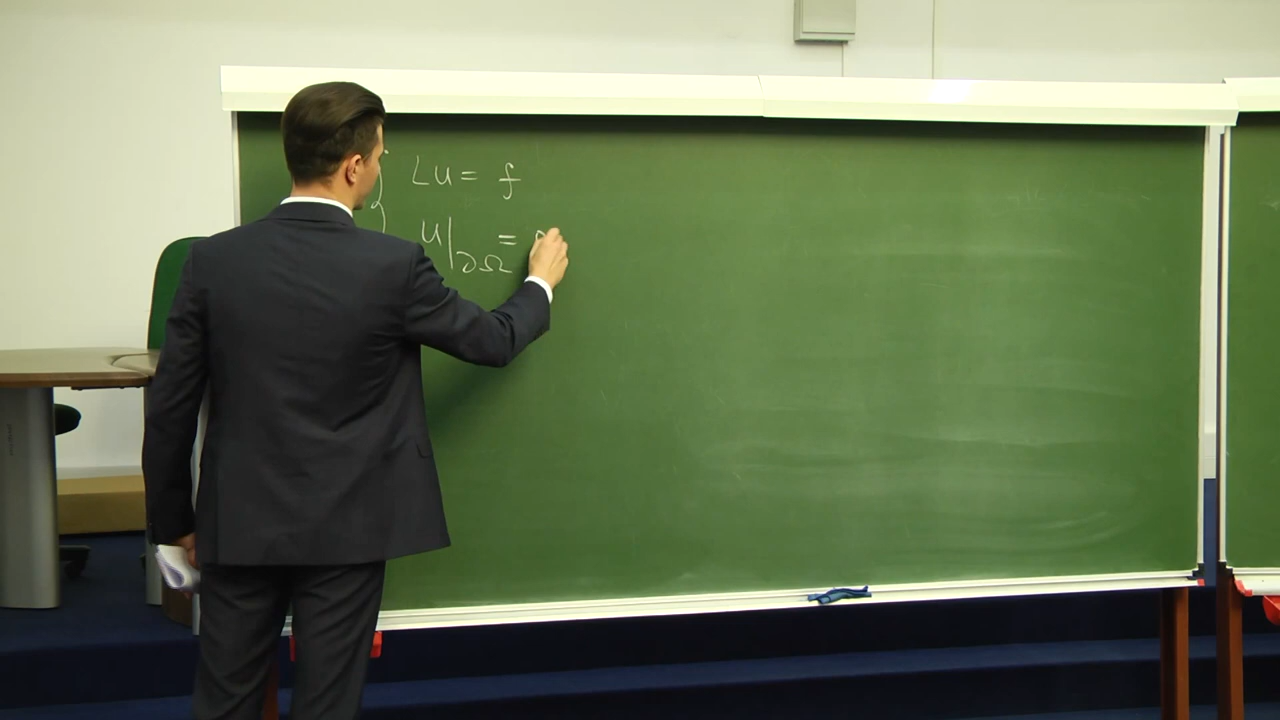 Lu = f
u|∂Ω =